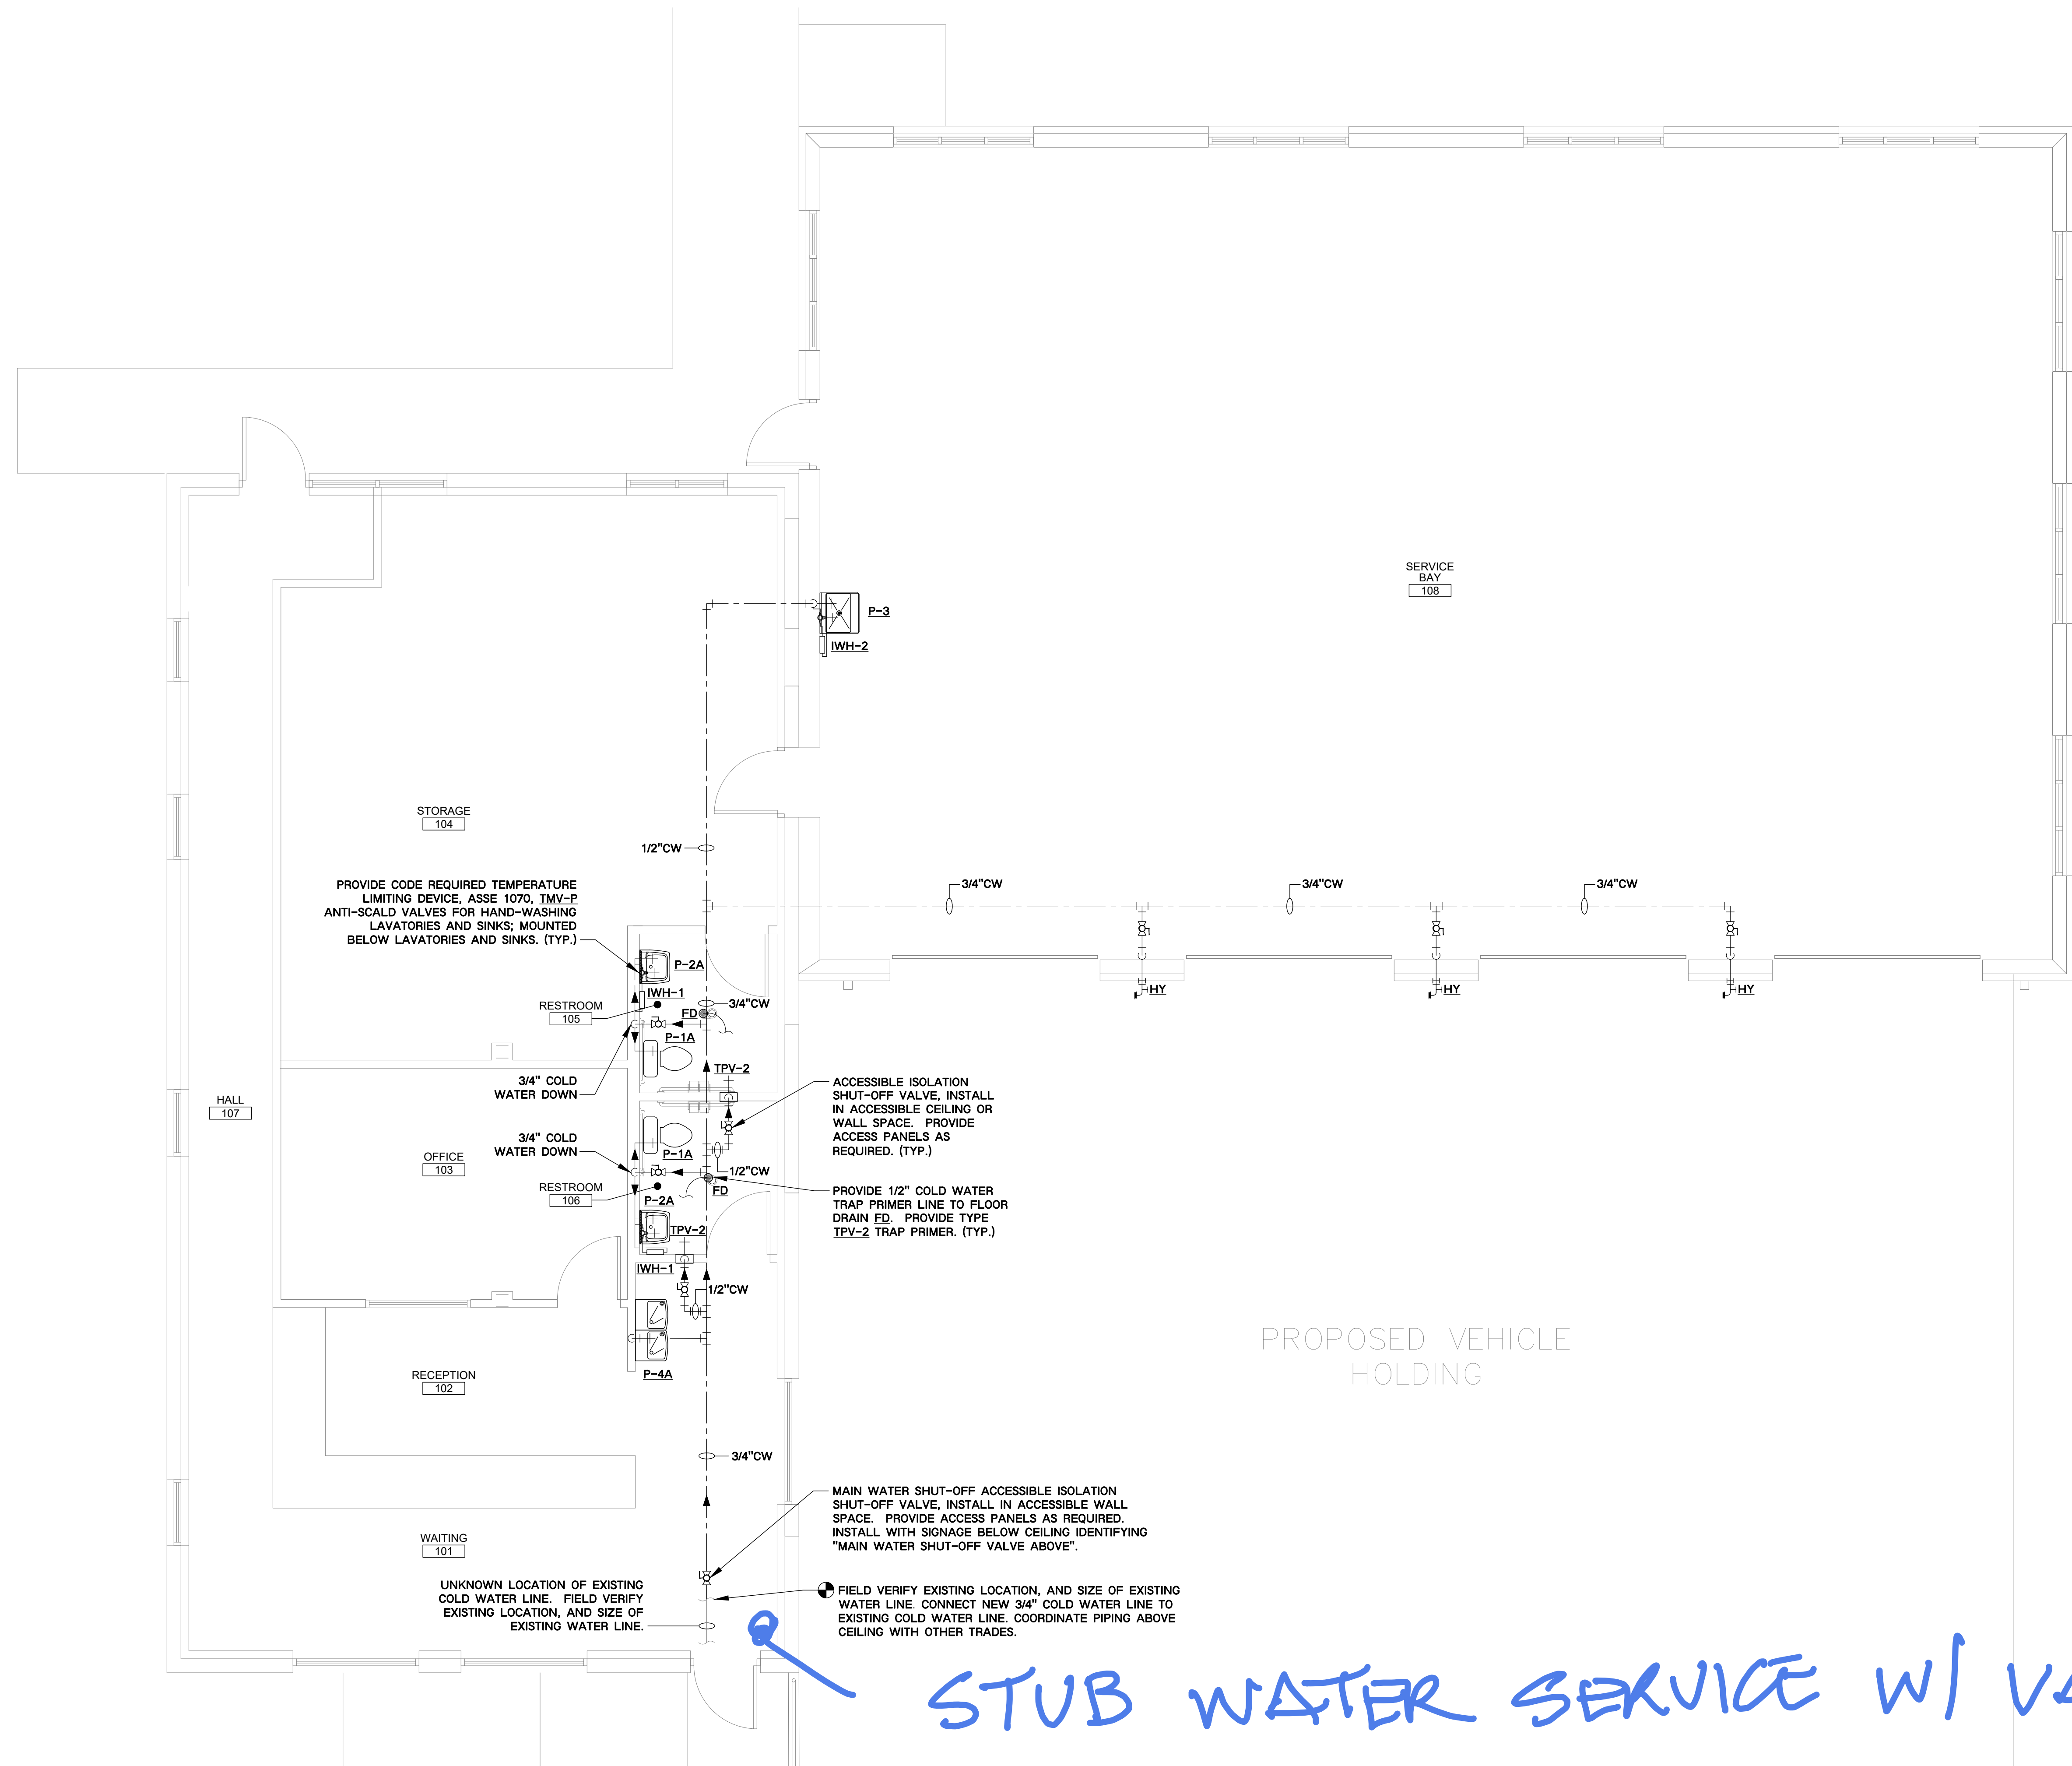 SERVICE
BAY
108
P-3
IWH-2
STORAGE
104
1/2"CW
PROVIDE CODE REQUIRED TEMPERATURE
LIMITING DEVICE, ASSE 1070, TMV-P
ANTI-SCALD VALVES FOR HAND-WASHING
LAVATORIES AND SINKS; MOUNTED
BELOW LAVATORIES AND SINKS. (TYP.)
3/4"CW
3/4"CW
3/4"CW
P-2A
IWH-1
HY
HY
HY
RESTROOM
105
3/4"CW
FD
P-1A
TPV-2
3/4" COLD
WATER DOWN
HALL
107
ACCESSIBLE ISOLATION
SHUT-OFF VALVE, INSTALL
IN ACCESSIBLE CEILING OR
WALL SPACE. PROVIDE
ACCESS PANELS AS
REQUIRED. (TYP.)
3/4" COLD
WATER DOWN
OFFICE
103
P-1A
1/2"CW
RESTROOM
106
FD
P-2A
PROVIDE 1/2" COLD WATER
TRAP PRIMER LINE TO FLOOR
DRAIN FD. PROVIDE TYPE
TPV-2 TRAP PRIMER. (TYP.)
TPV-2
IWH-1
1/2"CW
PROPOSED VEHICLE
HOLDING
RECEPTION
102
P-4A
3/4"CW
MAIN WATER SHUT-OFF ACCESSIBLE ISOLATION
SHUT-OFF VALVE, INSTALL IN ACCESSIBLE WALL
SPACE. PROVIDE ACCESS PANELS AS REQUIRED.
INSTALL WITH SIGNAGE BELOW CEILING IDENTIFYING
"MAIN WATER SHUT-OFF VALVE ABOVE".
WAITING
101
UNKNOWN LOCATION OF EXISTING
COLD WATER LINE. FIELD VERIFY
EXISTING LOCATION, AND SIZE OF
EXISTING WATER LINE.
FIELD VERIFY EXISTING LOCATION, AND SIZE OF EXISTING
WATER LINE. CONNECT NEW 3/4" COLD WATER LINE TO
EXISTING COLD WATER LINE. COORDINATE PIPING ABOVE
CEILING WITH OTHER TRADES.
STUB WATER SERVICE W/